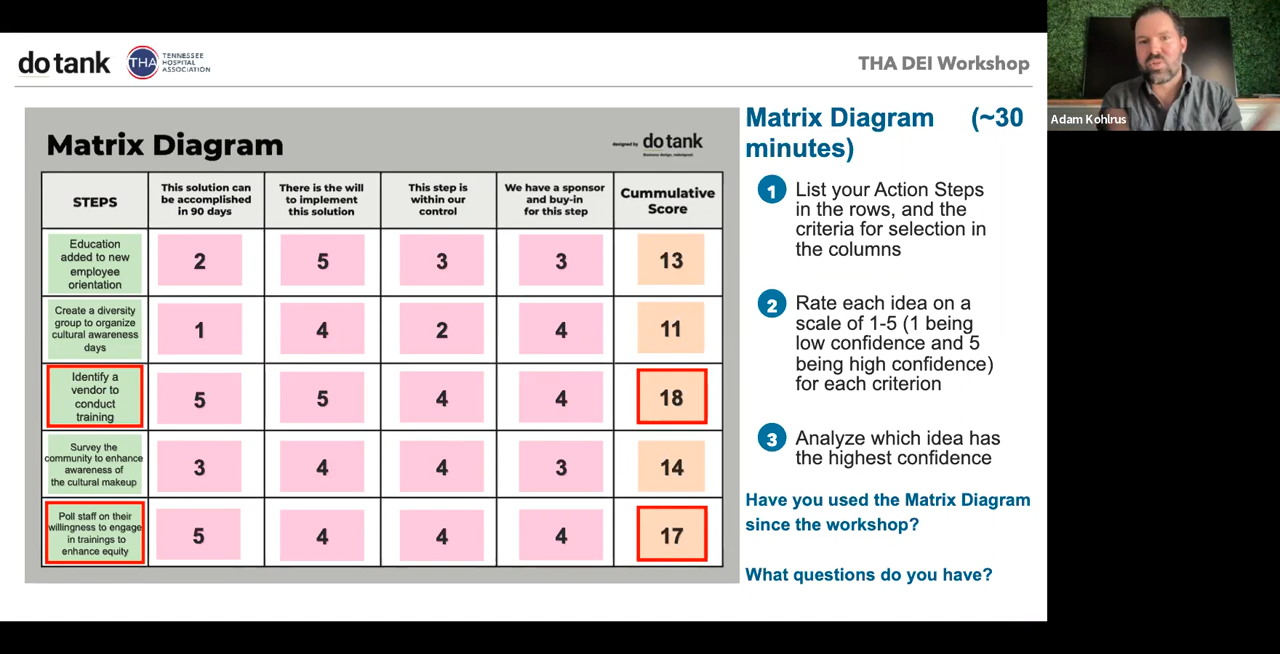 do tank
THA
TENNESSEE
HOSPITAL
ASSOCIATION
THA DEI Workshop
Adam Kohlrus
Matrix Diagram
designed by do tank
Business design, redesigned.
STEPS
This solution can
be accomplished
in 90 days
There is the will
to implement
this solution
This step is
within our
control
We have a sponsor
and buy-in
for this step
Cummulative
Score
Education
added to new
employee
orientation
2
5
3
3
13
Create a diversity
group to organize
cultural awareness
days
1
4
2
4
11
Identify a
vendor to
conduct
training
5
5
4
4
18
Survey the
community to enhance
awareness of
the cultural makeup
3
4
4
3
14
Poll staff on their
willingness to engage
in trainings to
enhance equity
5
4
4
4
17
Matrix Diagram (~30
minutes)
1 List your Action Steps
in the rows, and the
criteria for selection in
the columns
2 Rate each idea on a
scale of 1-5 (1 being
low confidence and 5
being high confidence)
for each criterion
3 Analyze which idea has
the highest confidence
Have you used the Matrix Diagram
since the workshop?
What questions do you have?